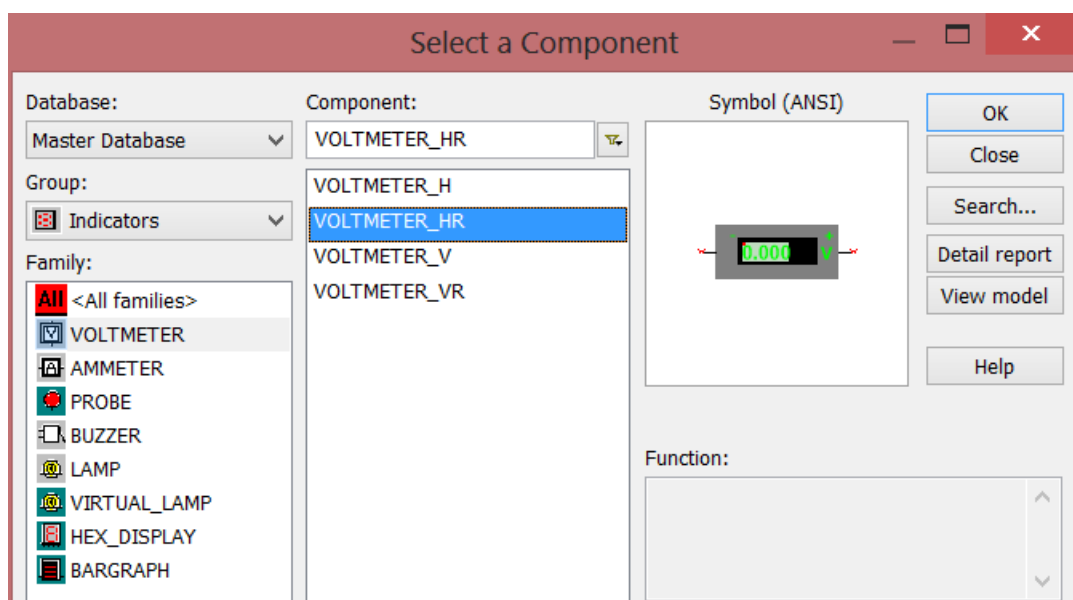 Select a Component
Database:
Master Database
Group:
Indicators
Family:
All <All families>
VOLTMETER
AMMETER
PROBE
BUZZER
LAMP
VIRTUAL_LAMP
HEX_DISPLAY
BARGRAPH
Component:
VOLTMETER_HR
VOLTMETER_H
VOLTMETER_HR
VOLTMETER_V
VOLTMETER_VR
Symbol (ANSI)
- +
0.000 V
Function:
OK
Close
Search...
Detail report
View model
Help